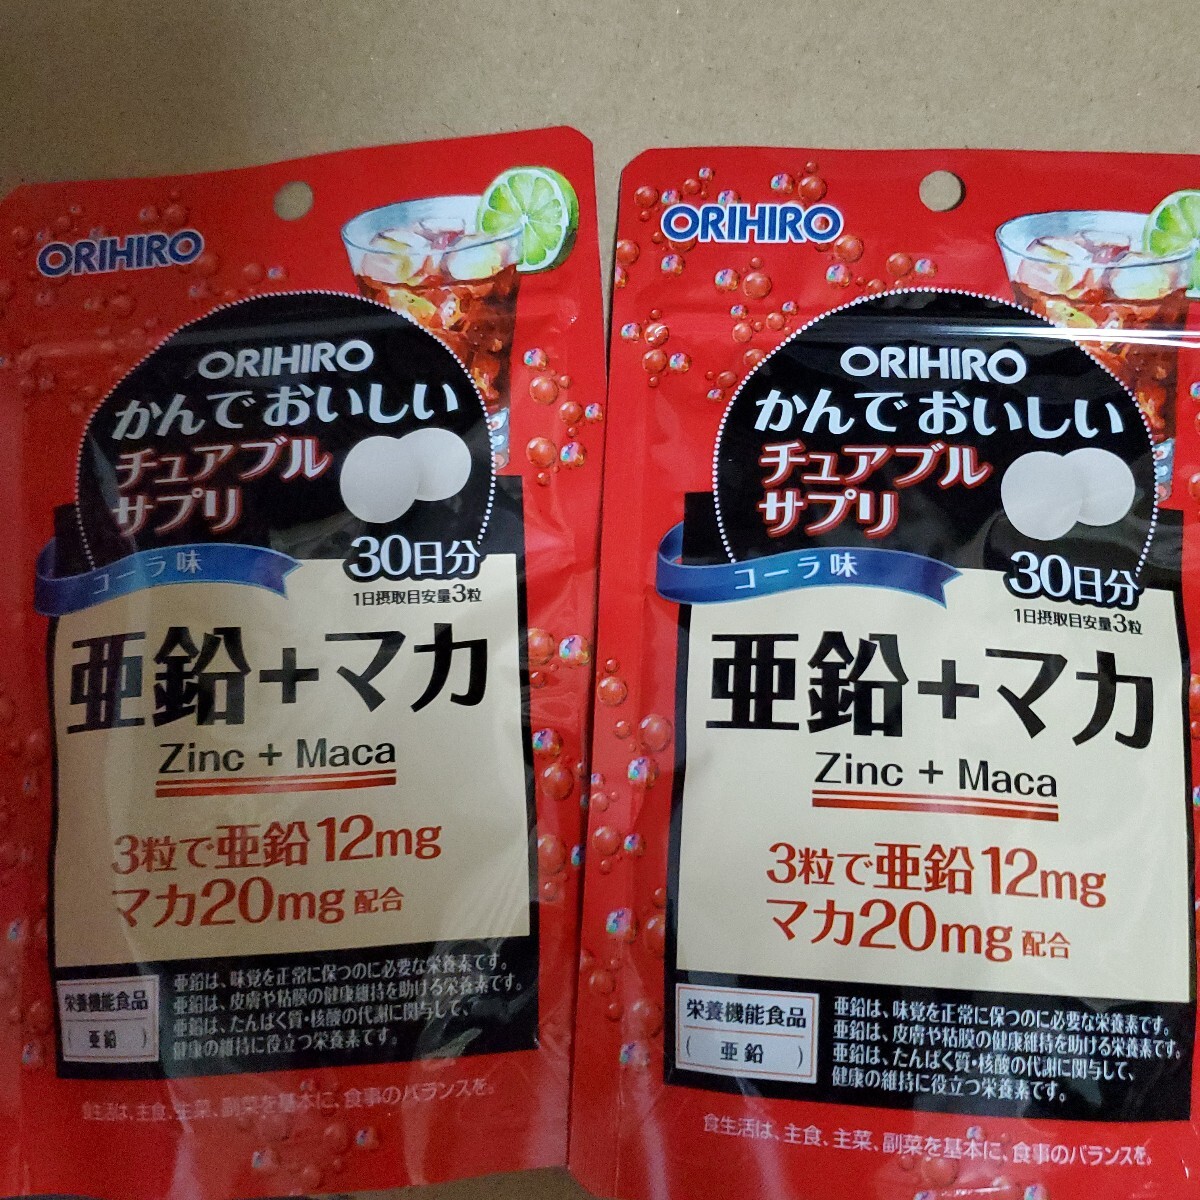 ORIHIRO
ORIHIRO
かんでおいしい
チュアブル
サプリ
コーラ味
30日分
1日摂取目安量3粒
亜鉛+マカ
Zinc + Maca
3粒で亜鉛12mg
マカ20mg配合
栄養機能食品
(亜鉛)
亜鉛は、味覚を正常に保つのに必要な栄養素です。
亜鉛は、皮膚や粘膜の健康維持を助ける栄養素です。
亜鉛は、たんぱく質・核酸の代謝に関与して、
健康の維持に役立つ栄養素です。
食生活は、主食、主菜、副菜を基本に、食事のバランスを。
ORIHIRO
ORIHIRO
かんでおいしい
チュアブル
サプリ
コーラ味
30日分
1日摂取目安量3粒
亜鉛+マカ
Zinc + Maca
3粒で亜鉛12mg
マカ20mg配合
栄養機能食品
(亜鉛)
亜鉛は、味覚を正常に保つのに必要な栄養素です。
亜鉛は、皮膚や粘膜の健康維持を助ける栄養素です。
亜鉛は、たんぱく質・核酸の代謝に関与して、
健康の維持に役立つ栄養素です。
食生活は、主食、主菜、副菜を基本に、食事のバランスを。